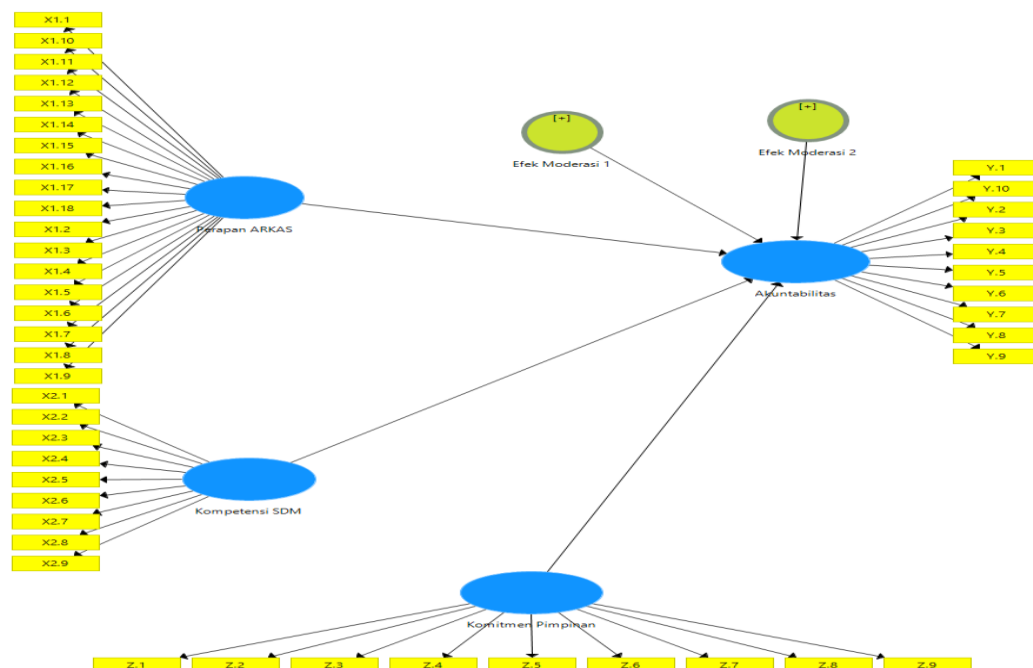 X1.1
X1.10
X1.11
X1.12
X1.13
X1.14
X1.15
X1.16
X1.17
X1.18
X1.2
X1.3
X1.4
X1.5
X1.6
X1.7
X1.8
X1.9
Perapan ARKAS
[+]
Efek Moderasi 1
[+]
Efek Moderasi 2
Akuntabilitas
Y.1
Y.10
Y.2
Y.3
Y.4
Y.5
Y.6
Y.7
Y.8
Y.9
X2.1
X2.2
X2.3
X2.4
X2.5
X2.6
X2.7
X2.8
X2.9
Kompetensi SDM
Komitmen Pimpinan
Z.1 Z.2 Z.3 Z.4 Z.5 Z.6 Z.7 Z.8 Z.9